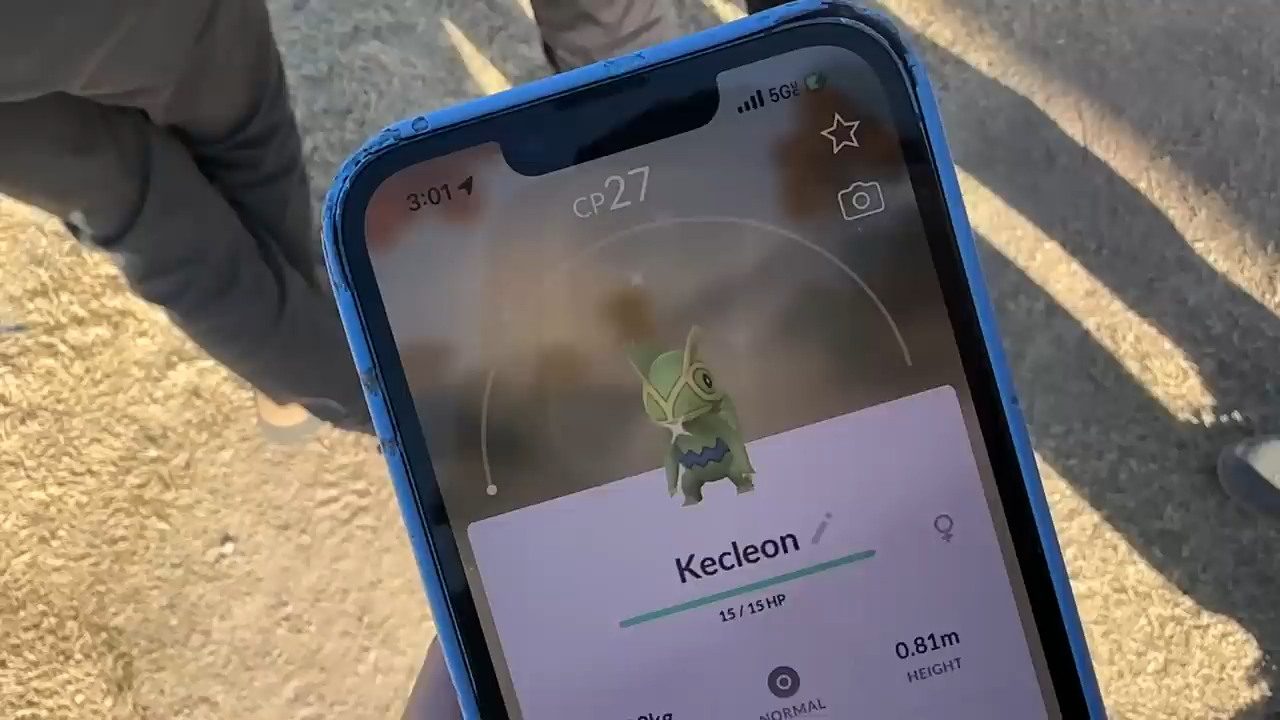 3:01
5G
CP27
Kecleon
15 / 15 HP
0.81m
HEIGHT
NORMAL